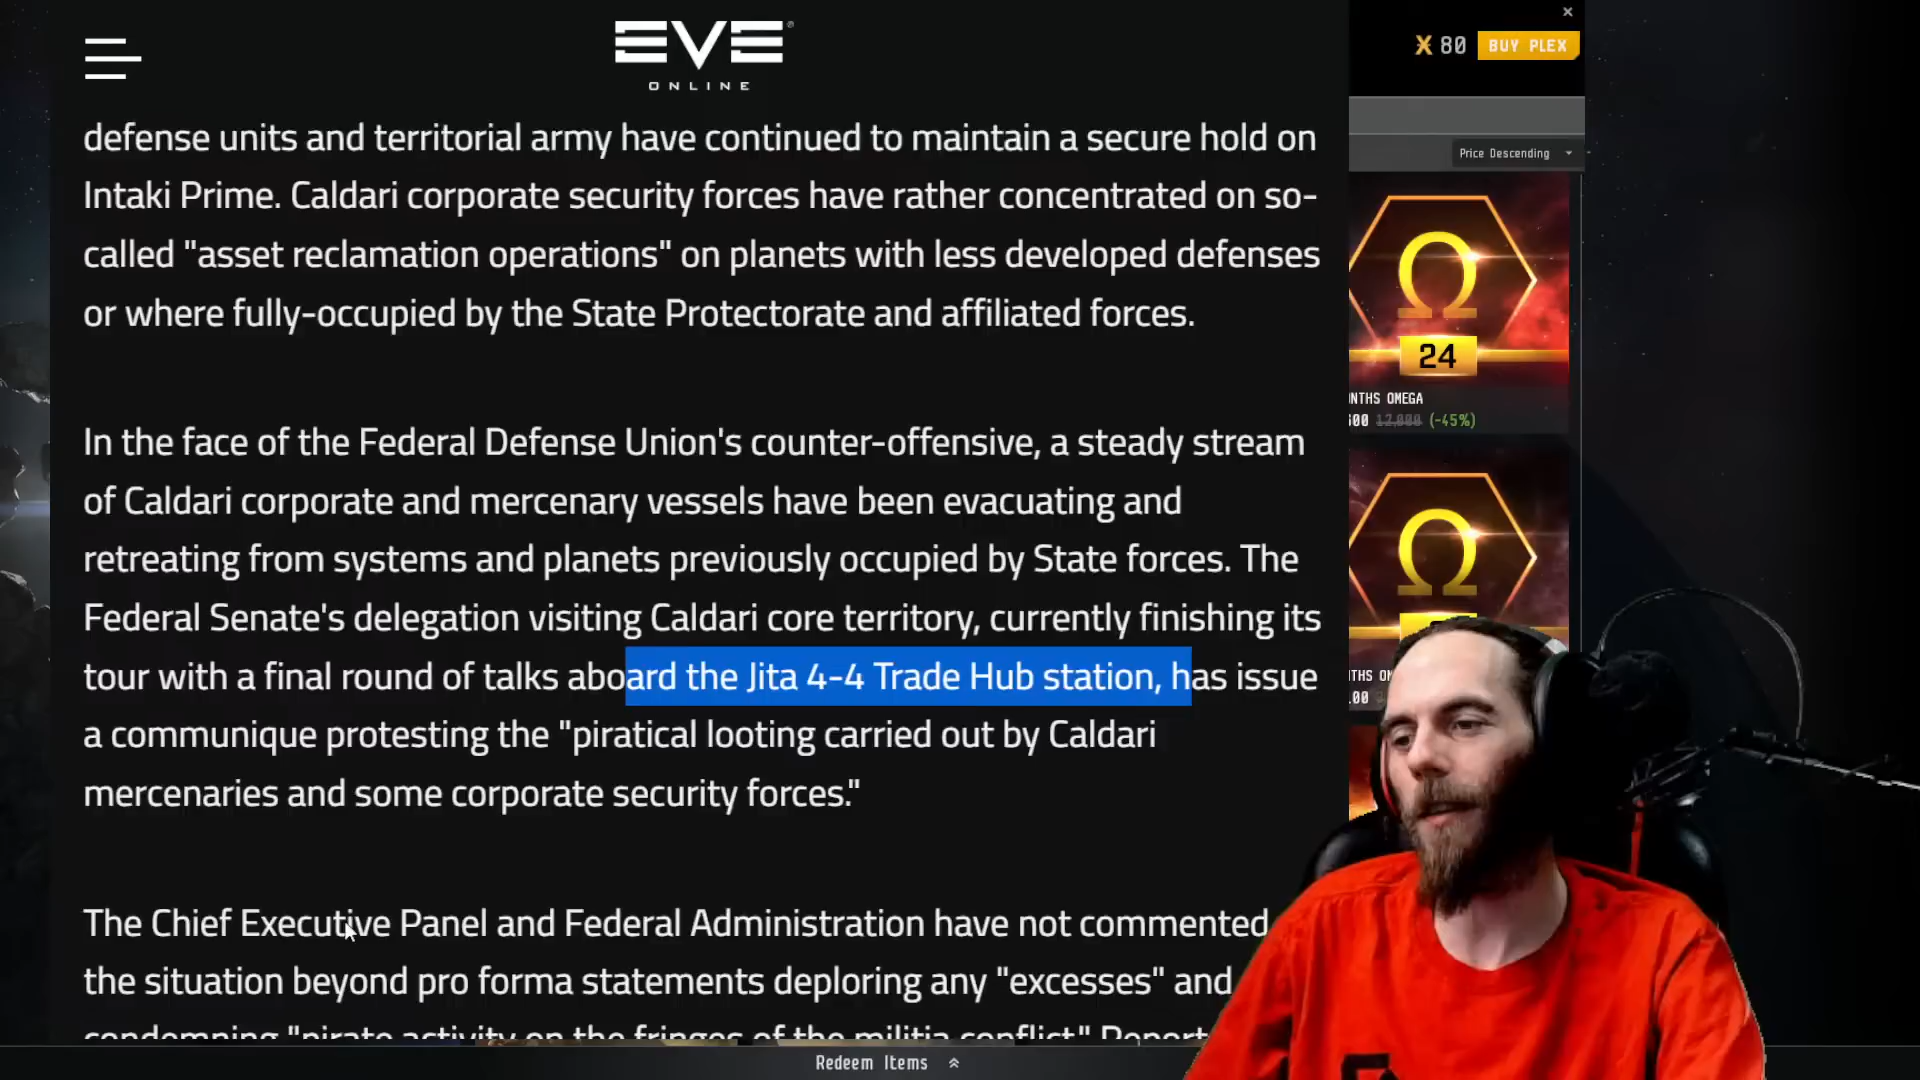 EVE
ONLINE
80
BUY PLEX
Price Descending
defense units and territorial army have continued to maintain a secure hold on
Intaki Prime. Caldari corporate security forces have rather concentrated on so-
called "asset reclamation operations" on planets with less developed defenses
or where fully-occupied by the State Protectorate and affiliated forces.
In the face of the Federal Defense Union's counter-offensive, a steady stream
of Caldari corporate and mercenary vessels have been evacuating and
retreating from systems and planets previously occupied by State forces. The
Federal Senate's delegation visiting Caldari core territory, currently finishing its
tour with a final round of talks aboard the Jita 4-4 Trade Hub station, has issue
a communique protesting the "piratical looting carried out by Caldari
mercenaries and some corporate security forces."
The Chief Executive Panel and Federal Administration have not commented
the situation beyond pro forma statements deploring any "excesses" and
condemning "pirate activity on the fringes of the militia conflict." Report
Ω
24
NTHS OMEGA
600 12,000 (-45%)
Ω
Redeem Items